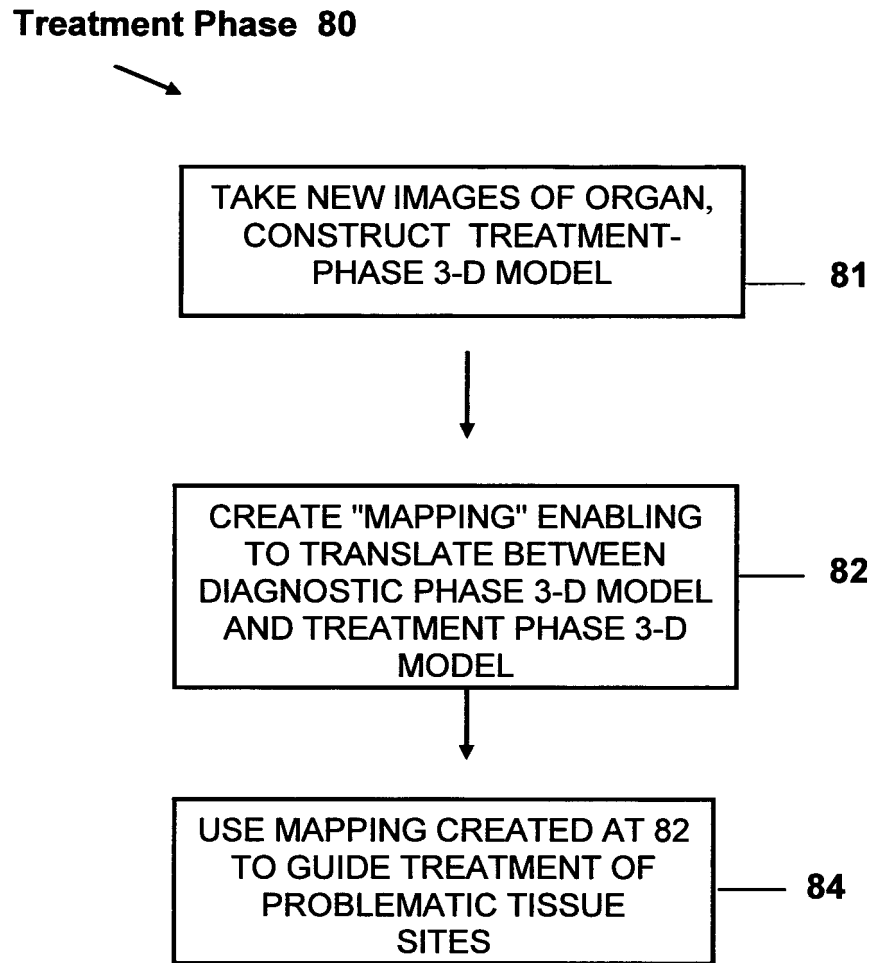 Treatment Phase 80
TAKE NEW IMAGES OF ORGAN,
CONSTRUCT TREATMENT-
PHASE 3-D MODEL
81
CREATE "MAPPING" ENABLING
TO TRANSLATE BETWEEN
DIAGNOSTIC PHASE 3-D MODEL
AND TREATMENT PHASE 3-D
MODEL
82
USE MAPPING CREATED AT 82
TO GUIDE TREATMENT OF
PROBLEMATIC TISSUE
SITES
84